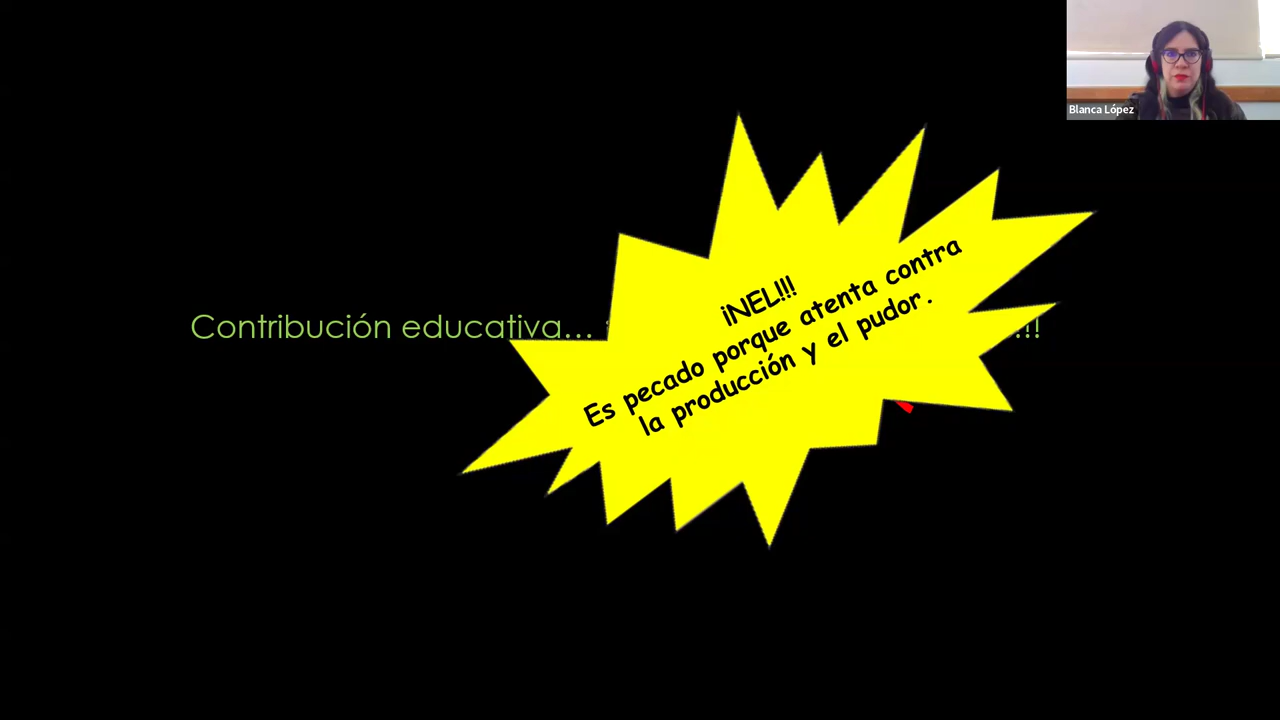 Blanca López
Contribución educativa... !!!
¡NEL!!!
Es pecado porque atenta contra
la producción y el pudor.